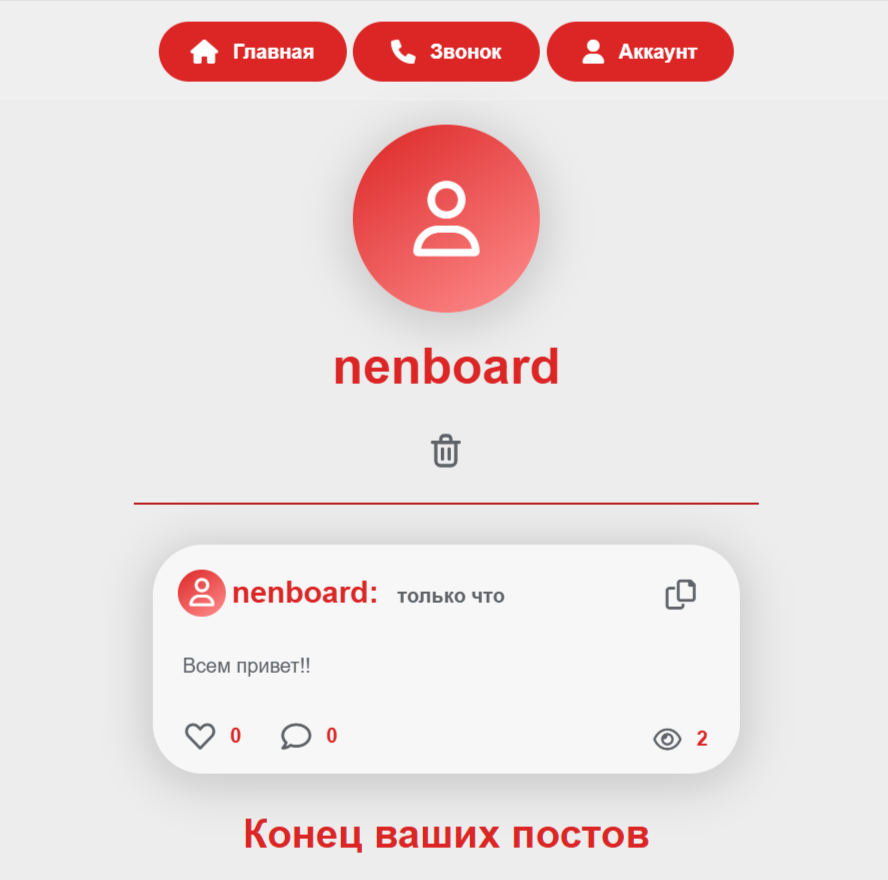 Главная Звонок Аккаунт
nenboard
nenboard: только что
Всем привет!!
0 0 2
Конец ваших постов